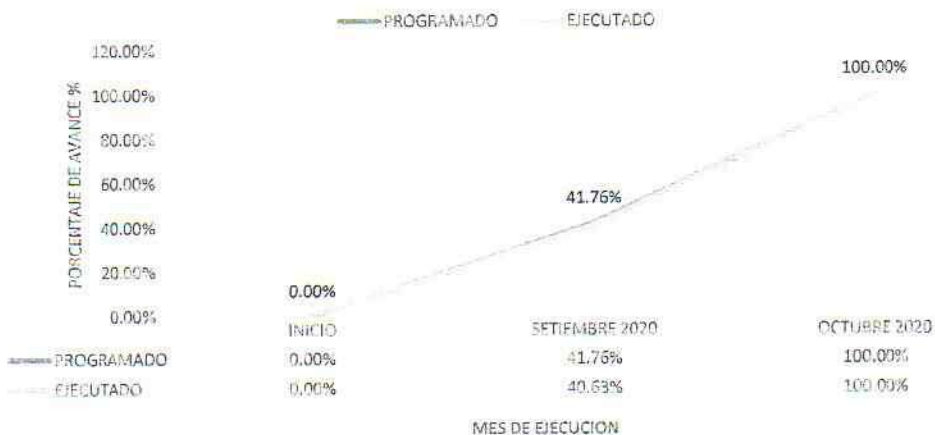 PROGRAMADO EJECUTADO
120.00%
100.00%
100.00%
80.00%
60.00%
41.76%
40.00%
20.00%
0.00%
0.00%
PORCENTAJE DE AVANCE %
INICIO SETIEMBRE 2020 OCTUBRE 2020
PROGRAMADO 0.00% 41.76% 100.00%
EJECUTADO 0.00% 40.63% 100.00%
MES DE EJECUCION